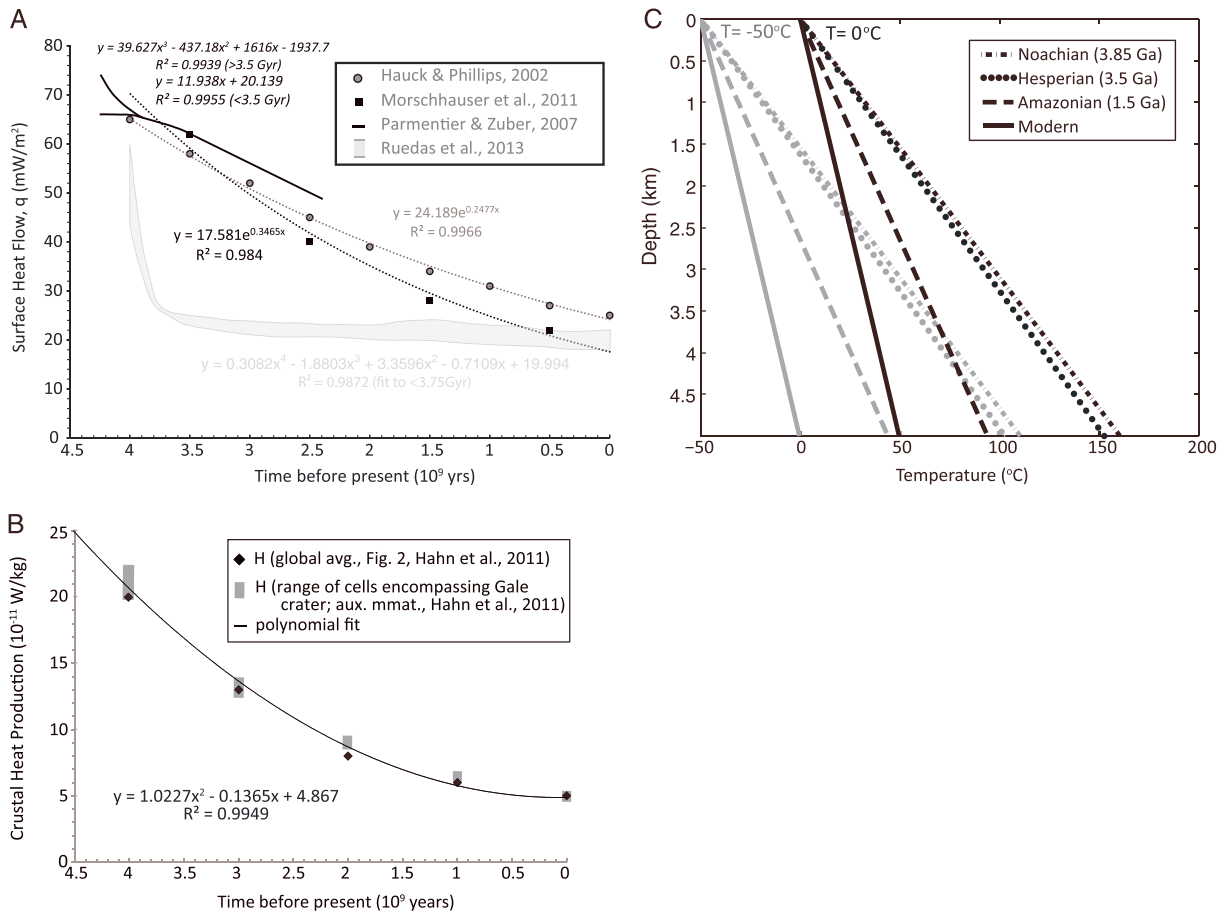 A
y = 39.627x³ - 437.18x² + 1616x - 1937.7
R² = 0.9939 (>3.5 Gyr)
y = 11.938x + 20.139
R² = 0.9955 (<3.5 Gyr)
Hauck & Phillips, 2002
Morschhauser et al., 2011
Parmentier & Zuber, 2007
Ruedas et al., 2013
y = 24.189e^0.2477x
R² = 0.9966
y = 17.581e^0.3465x
R² = 0.984
y = 0.3082x⁴ - 1.8803x³ + 3.3596x² - 0.7109x + 19.994
R² = 0.9872 (fit to <3.75Gyr)
Surface Heat Flow, q (mW/m²)
80
70
60
50
40
30
20
10
0
4.5 4 3.5 3 2.5 2 1.5 1 0.5 0
Time before present (10⁹ yrs)
C
T= -50°C
T= 0°C
Noachian (3.85 Ga)
Hesperian (3.5 Ga)
Amazonian (1.5 Ga)
Modern
Depth (km)
0
0.5
1
1.5
2
2.5
3
3.5
4
4.5
−50 0 50 100 150 200
Temperature (°C)
B
H (global avg., Fig. 2, Hahn et al., 2011)
H (range of cells encompassing Gale
crater; aux. mmat., Hahn et al., 2011)
polynomial fit
y = 1.0227x² - 0.1365x + 4.867
R² = 0.9949
Crustal Heat Production (10⁻¹¹ W/kg)
25
20
15
10
5
0
4.5 4 3.5 3 2.5 2 1.5 1 0.5 0
Time before present (10⁹ years)